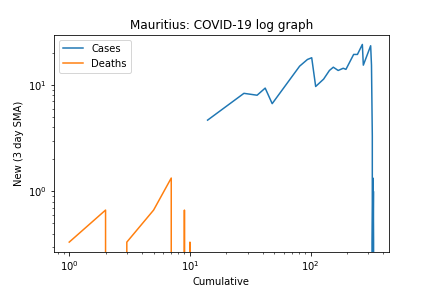 Mauritius: COVID-19 log graph
Cases
Deaths
New (3 day SMA)
10¹
10⁰
10⁰
10¹
10²
Cumulative